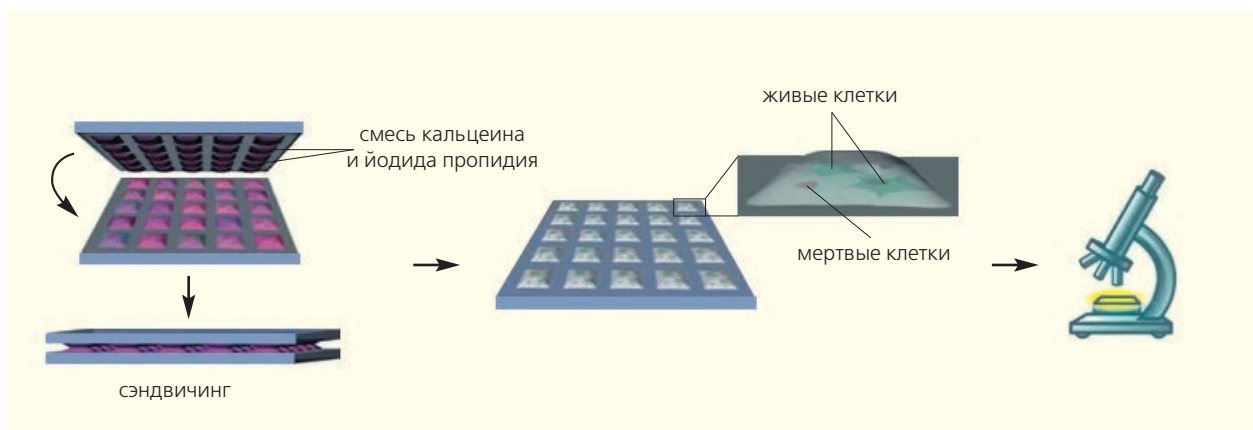 живые клетки
смесь кальцеина
и йодида пропидия
мертвые клетки
сэндвичинг